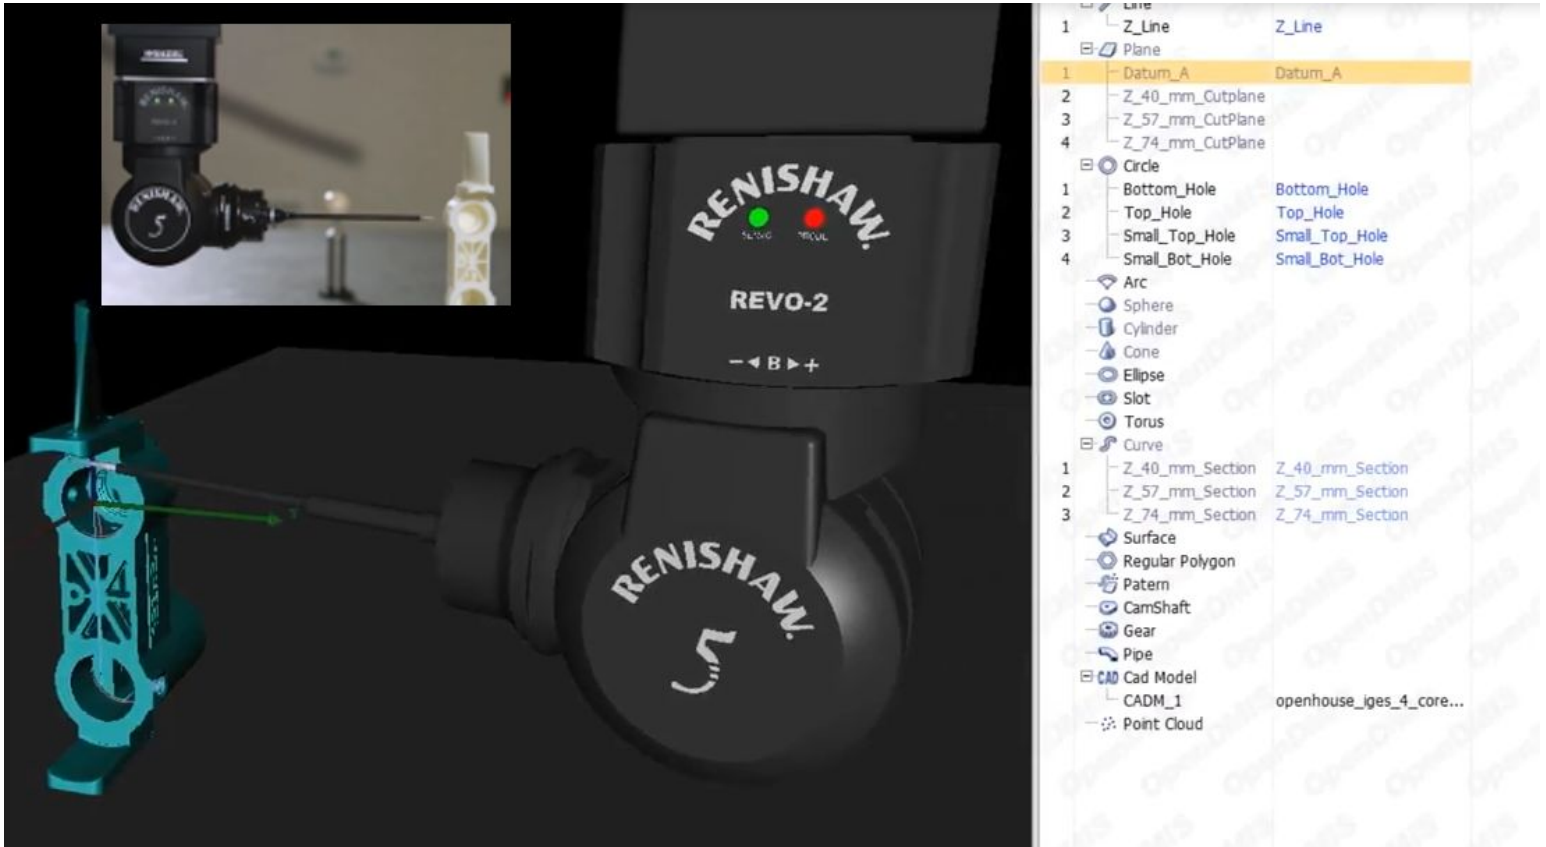 RENISHAW
5
RENISHAW.
REVO-2
- ◄ B ► +
RENISHAW.
5
Line
1 Z_Line Z_Line
Plane
1 Datum_A Datum_A
2 Z_40_mm_Cutplane
3 Z_57_mm_CutPlane
4 Z_74_mm_CutPlane
Circle
1 Bottom_Hole Bottom_Hole
2 Top_Hole Top_Hole
3 Small_Top_Hole Small_Top_Hole
4 Small_Bot_Hole Small_Bot_Hole
Arc
Sphere
Cylinder
Cone
Ellipse
Slot
Torus
Curve
1 Z_40_mm_Section Z_40_mm_Section
2 Z_57_mm_Section Z_57_mm_Section
3 Z_74_mm_Section Z_74_mm_Section
Surface
Regular Polygon
Patern
CamShaft
Gear
Pipe
CAD Cad Model
CADM_1 openhouse_iges_4_core...
Point Cloud
OpenDMIS